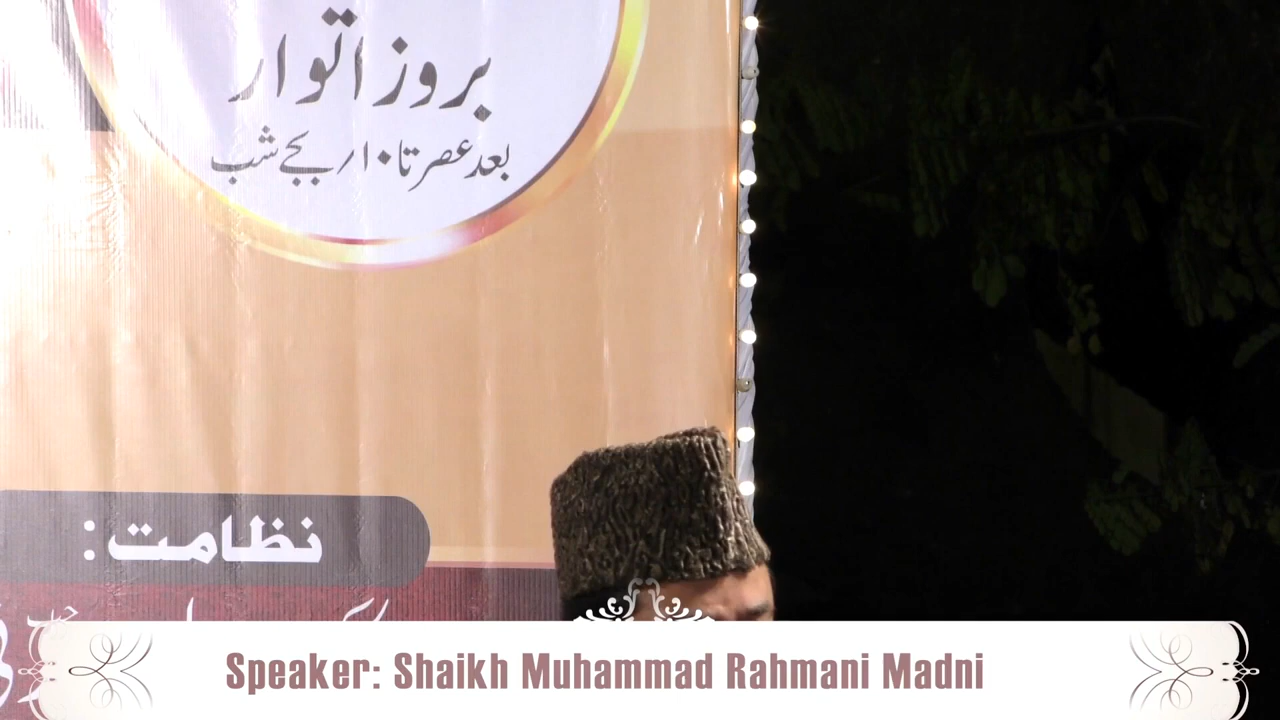 بروز اتوار
بعد عصر تا ۱۰/ بجے شب
نظامت:
Speaker: Shaikh Muhammad Rahmani Madni